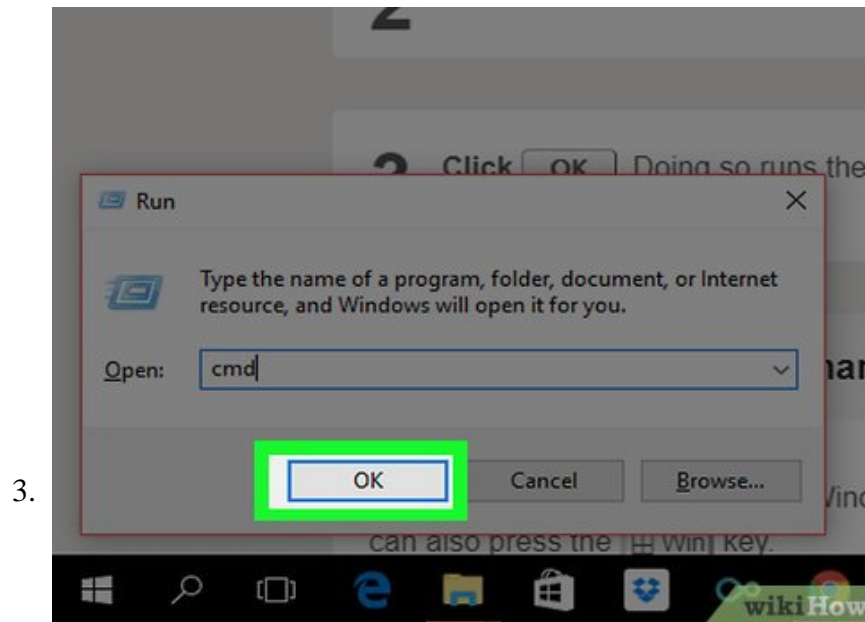 2
Click OK Doing so runs the
Run
Type the name of a program, folder, document, or Internet
resource, and Windows will open it for you.
Open: cmd
3.
OK Cancel Browse...
can also press the Win key.
wikiHow